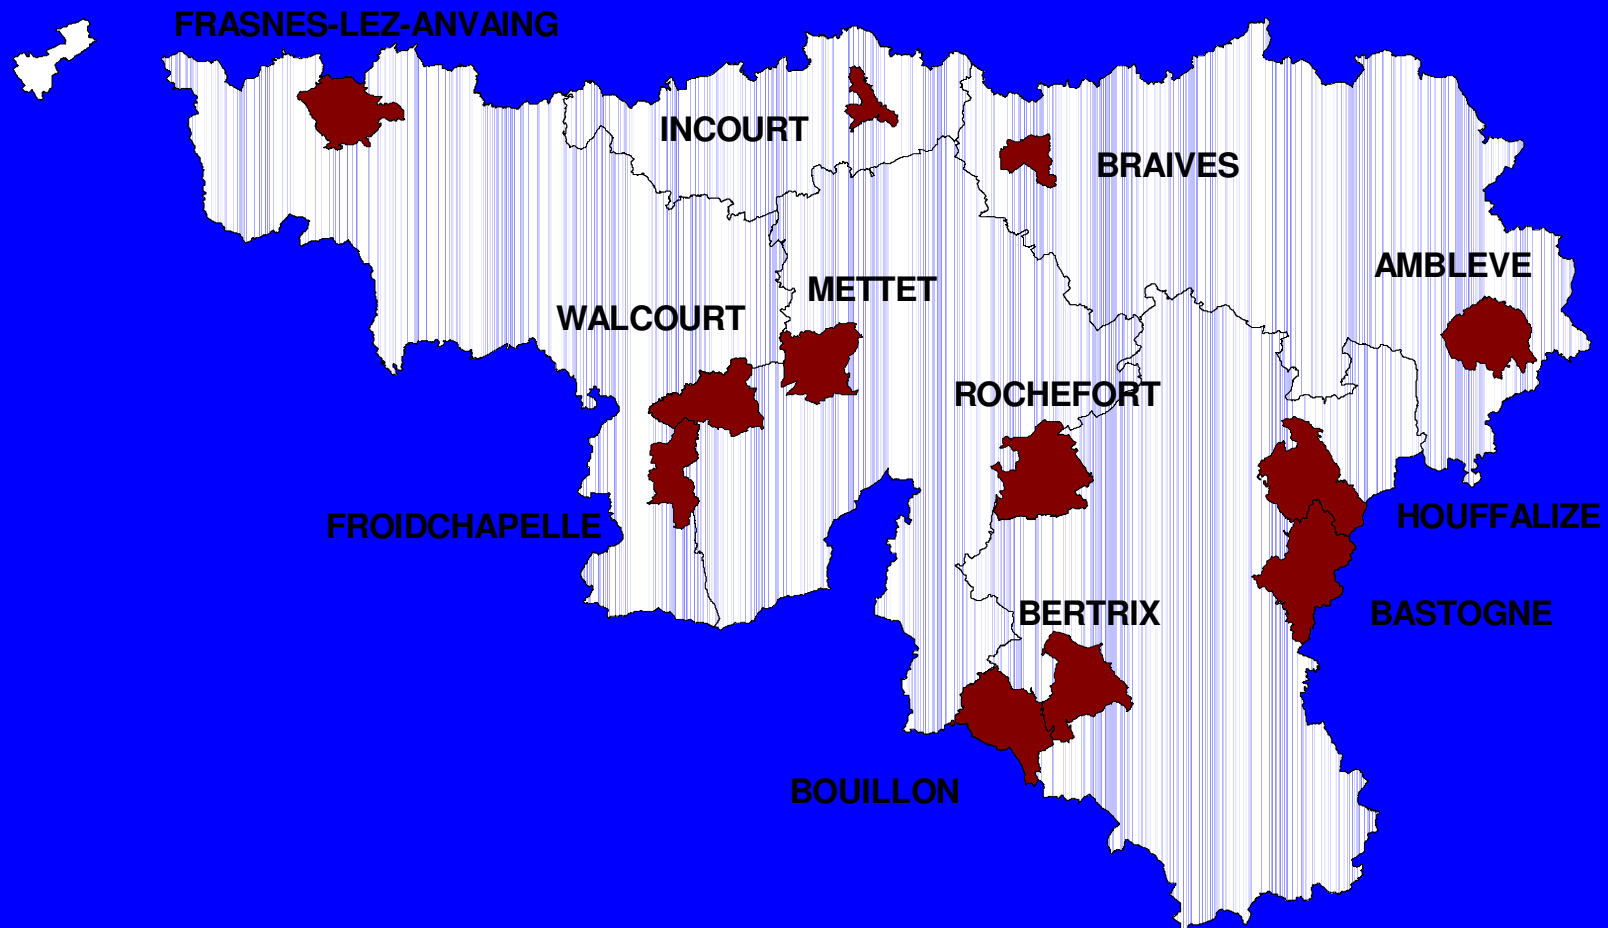 FRASNES-LEZ-ANVAING
INCOURT
BRAIVES
AMBLEVE
METTET
WALCOURT
ROCHEFORT
HOUFFALIZE
FROIDCHAPELLE
BERTRIX
BASTOGNE
BOUILLON